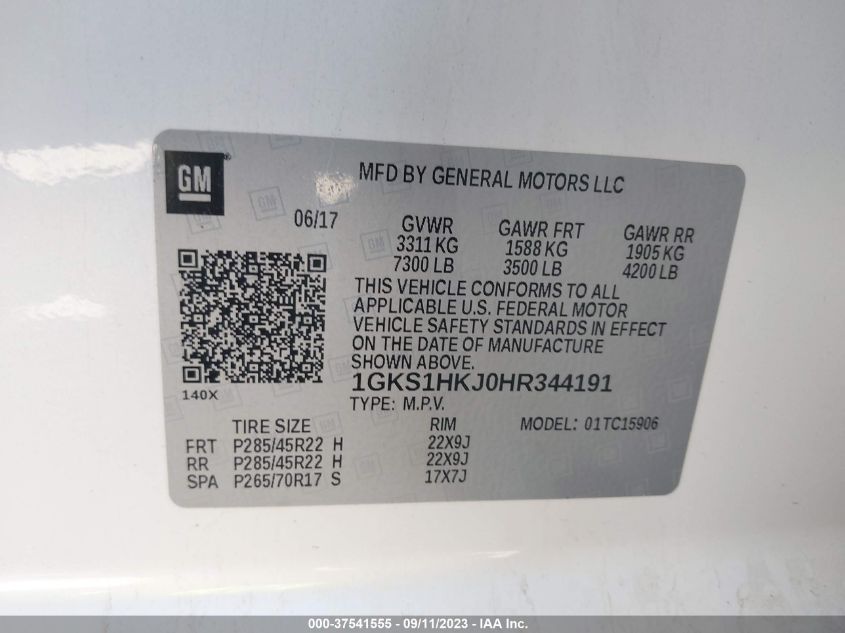 GM
MFD BY GENERAL MOTORS LLC
06/17 GVWR GAWR FRT GAWR RR
3311 KG 1588 KG 1905 KG
7300 LB 3500 LB 4200 LB
THIS VEHICLE CONFORMS TO ALL
APPLICABLE U.S. FEDERAL MOTOR
VEHICLE SAFETY STANDARDS IN EFFECT
ON THE DATE OF MANUFACTURE
SHOWN ABOVE.
1GKS1HKJ0HR344191
140X
TYPE: M.P.V.
TIRE SIZE RIM MODEL: 01TC15906
FRT P285/45R22 H 22X9J
RR P285/45R22 H 22X9J
SPA P265/70R17 S 17X7J
000-37541555 - 09/11/2023 - IAA Inc.